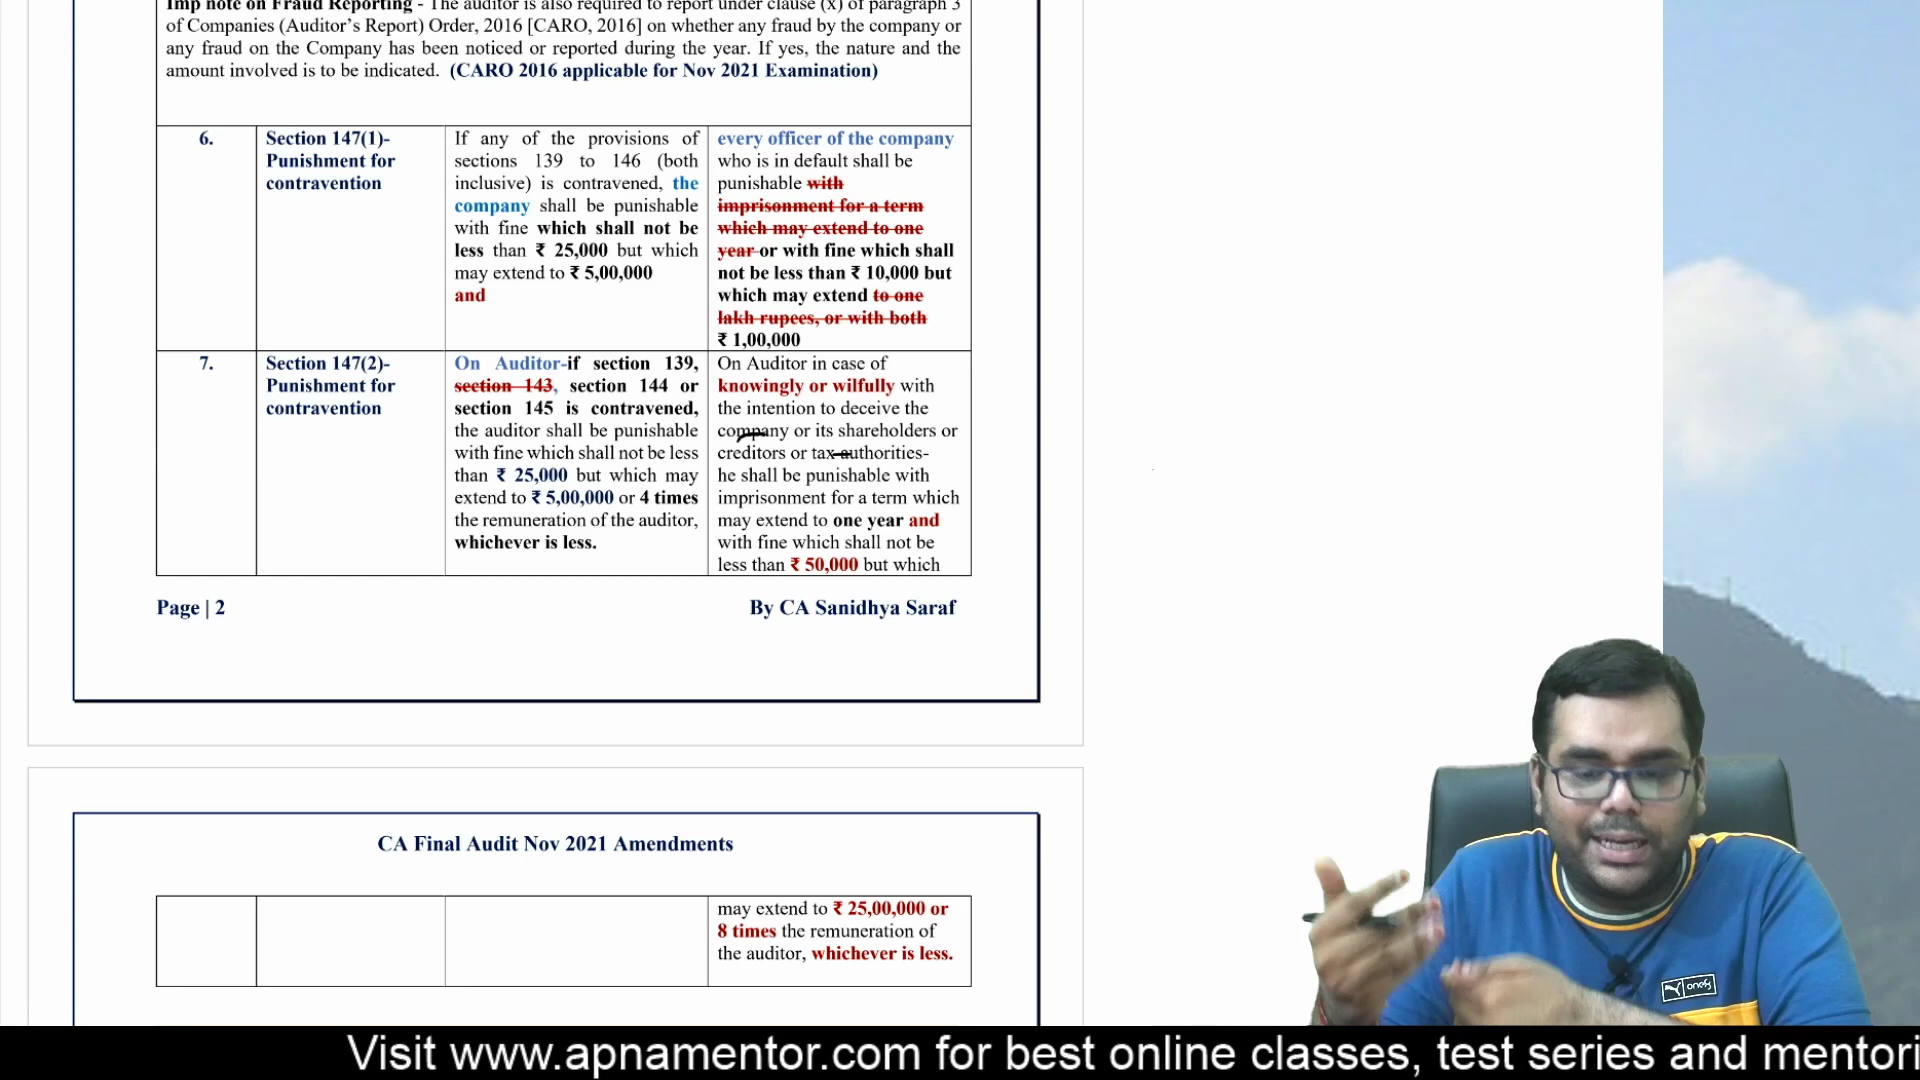 Imp note on Fraud Reporting - The auditor is also required to report under clause (x) of paragraph 3
of Companies (Auditor's Report) Order, 2016 [CARO, 2016] on whether any fraud by the company or
any fraud on the Company has been noticed or reported during the year. If yes, the nature and the
amount involved is to be indicated. (CARO 2016 applicable for Nov 2021 Examination)
6.
Section 147(1)-
Punishment for
contravention
If any of the provisions of
sections 139 to 146 (both
inclusive) is contravened, the
company shall be punishable
with fine which shall not be
less than ₹ 25,000 but which
may extend to ₹ 5,00,000
and
every officer of the company
who is in default shall be
punishable with
imprisonment for a term
which may extend to one
year or with fine which shall
not be less than ₹ 10,000 but
which may extend to one
lakh rupees, or with both
₹ 1,00,000
7.
Section 147(2)-
Punishment for
contravention
On Auditor-if section 139,
section 143, section 144 or
section 145 is contravened,
the auditor shall be punishable
with fine which shall not be less
than ₹ 25,000 but which may
extend to ₹ 5,00,000 or 4 times
the remuneration of the auditor,
whichever is less.
On Auditor in case of
knowingly or wilfully with
the intention to deceive the
company or its shareholders or
creditors or tax authorities-
he shall be punishable with
imprisonment for a term which
may extend to one year and
with fine which shall not be
less than ₹ 50,000 but which
Page | 2
By CA Sanidhya Saraf
CA Final Audit Nov 2021 Amendments
may extend to ₹ 25,00,000 or
8 times the remuneration of
the auditor, whichever is less.
one8
Visit www.apnamentor.com for best online classes, test series and mentori